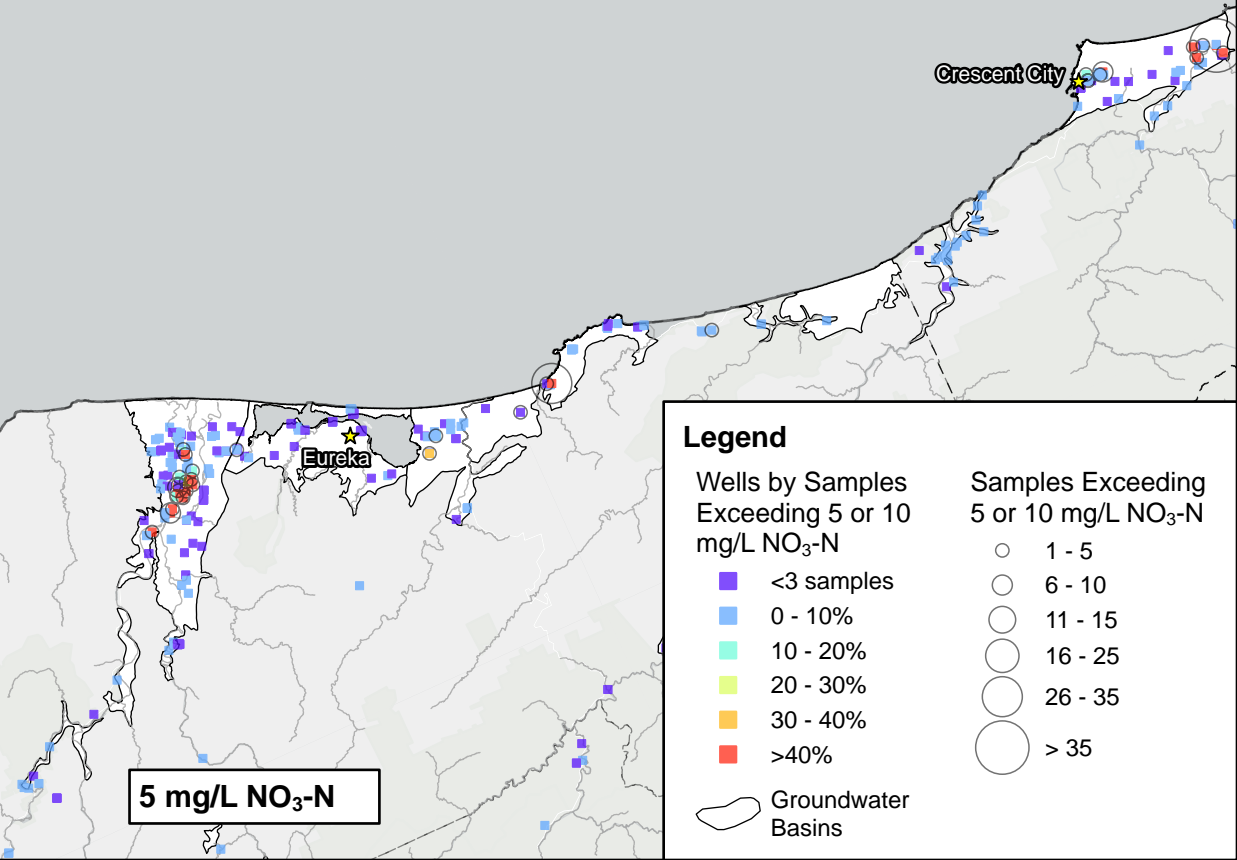 Crescent City
Eureka
Legend
Wells by Samples
Exceeding 5 or 10
mg/L NO₃-N
<3 samples
0 - 10%
10 - 20%
20 - 30%
30 - 40%
>40%
Groundwater
Basins
Samples Exceeding
5 or 10 mg/L NO₃-N
1 - 5
6 - 10
11 - 15
16 - 25
26 - 35
> 35
5 mg/L NO₃-N